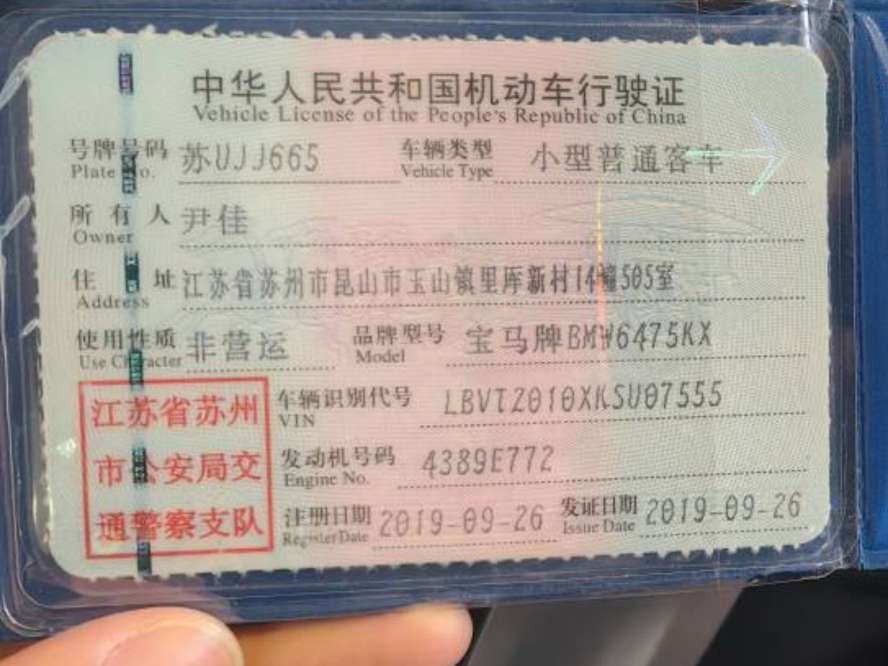 中华人民共和国机动车行驶证
Vehicle License of the People's Republic of China
号牌号码 苏UJJ665 车辆类型 小型普通客车
Plate No. Vehicle Type
所有人 尹佳
Owner
住址 江苏省苏州市昆山市玉山镇里厍新村14幢505室
Address
使用性质 非营运 品牌型号 宝马牌BMW6475KX
Use Character Model
江苏省苏州 车辆识别代号 LBVTZ010XKSU07555
VIN
市公安局交 发动机号码 4389E772
Engine No.
通警察支队 注册日期 2019-09-26 发证日期 2019-09-26
Register Date Issue Date